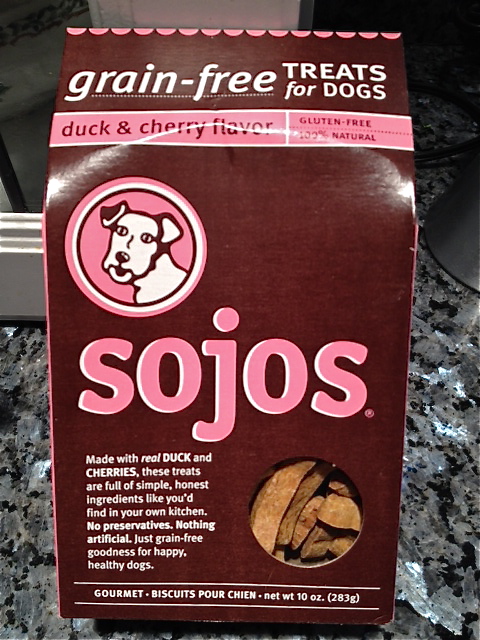 grain-free TREATS for DOGS
duck & cherry flavor
GLUTEN-FREE
100% NATURAL
sojos®
Made with real DUCK and
CHERRIES, these treats
are full of simple, honest
ingredients like you'd
find in your own kitchen.
No preservatives. Nothing
artificial. Just grain-free
goodness for happy,
healthy dogs.
GOURMET • BISCUITS POUR CHIEN • net wt 10 oz. (283g)